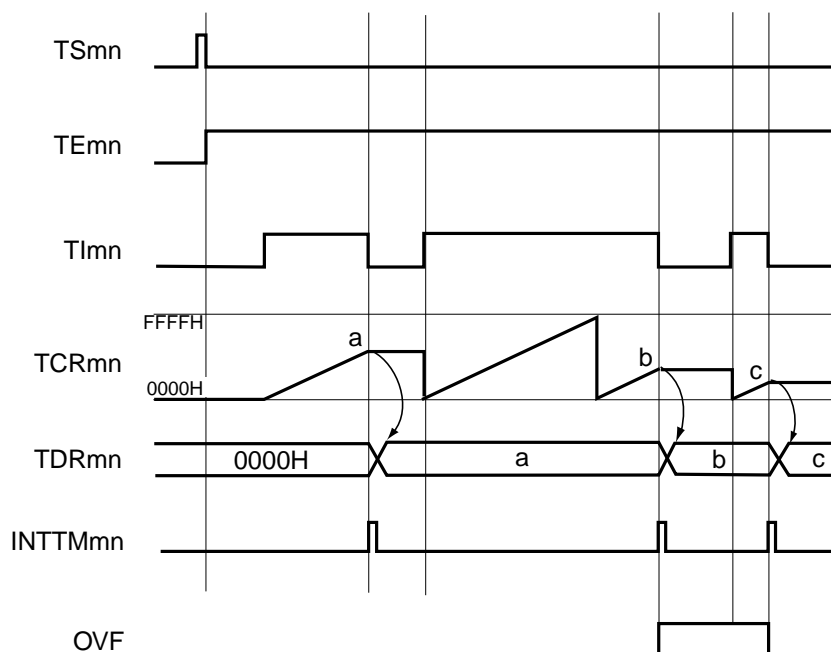 TSmn
TEmn
TImn
FFFFH
a
b
c
TCRmn
0000H
TDRmn
0000H
a
b
c
INTTMmn
OVF